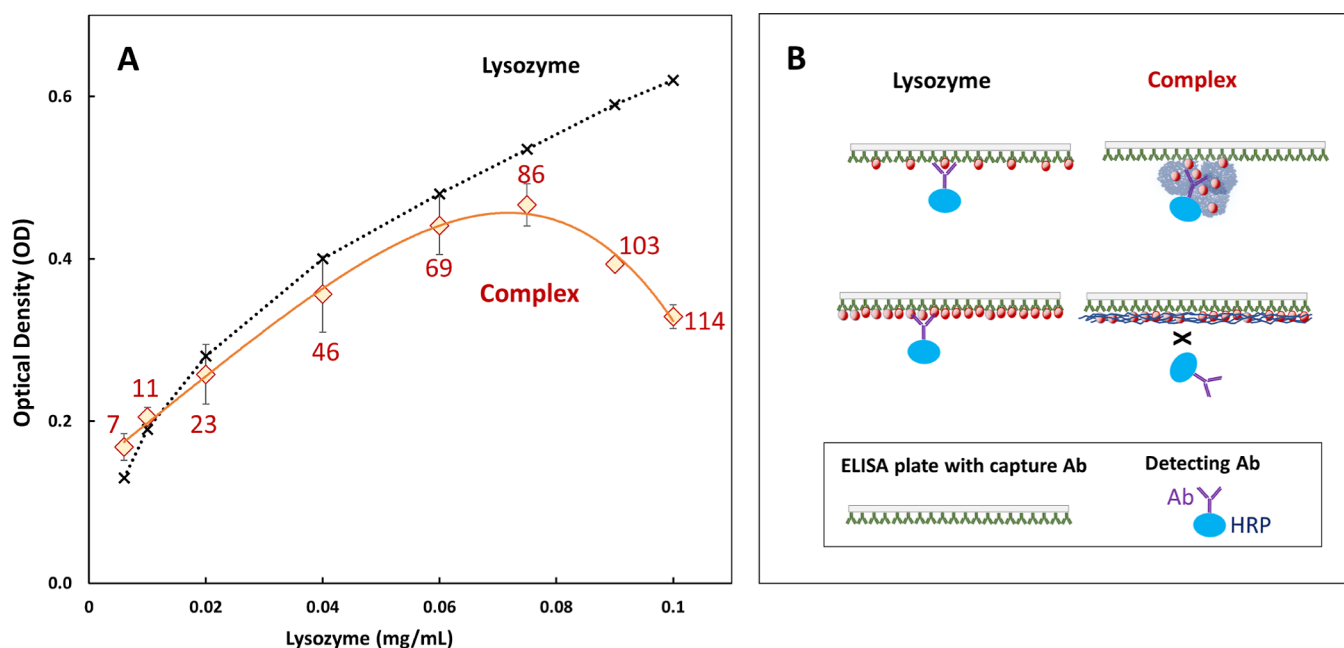 A
Lysozyme
Complex
7
11
23
46
69
86
103
114
0.6
0.4
0.2
0.0
0
0.02
0.04
0.06
0.08
0.1
Optical Density (OD)
Lysozyme (mg/mL)
B
Lysozyme
Complex
ELISA plate with capture Ab
Detecting Ab
Ab
HRP